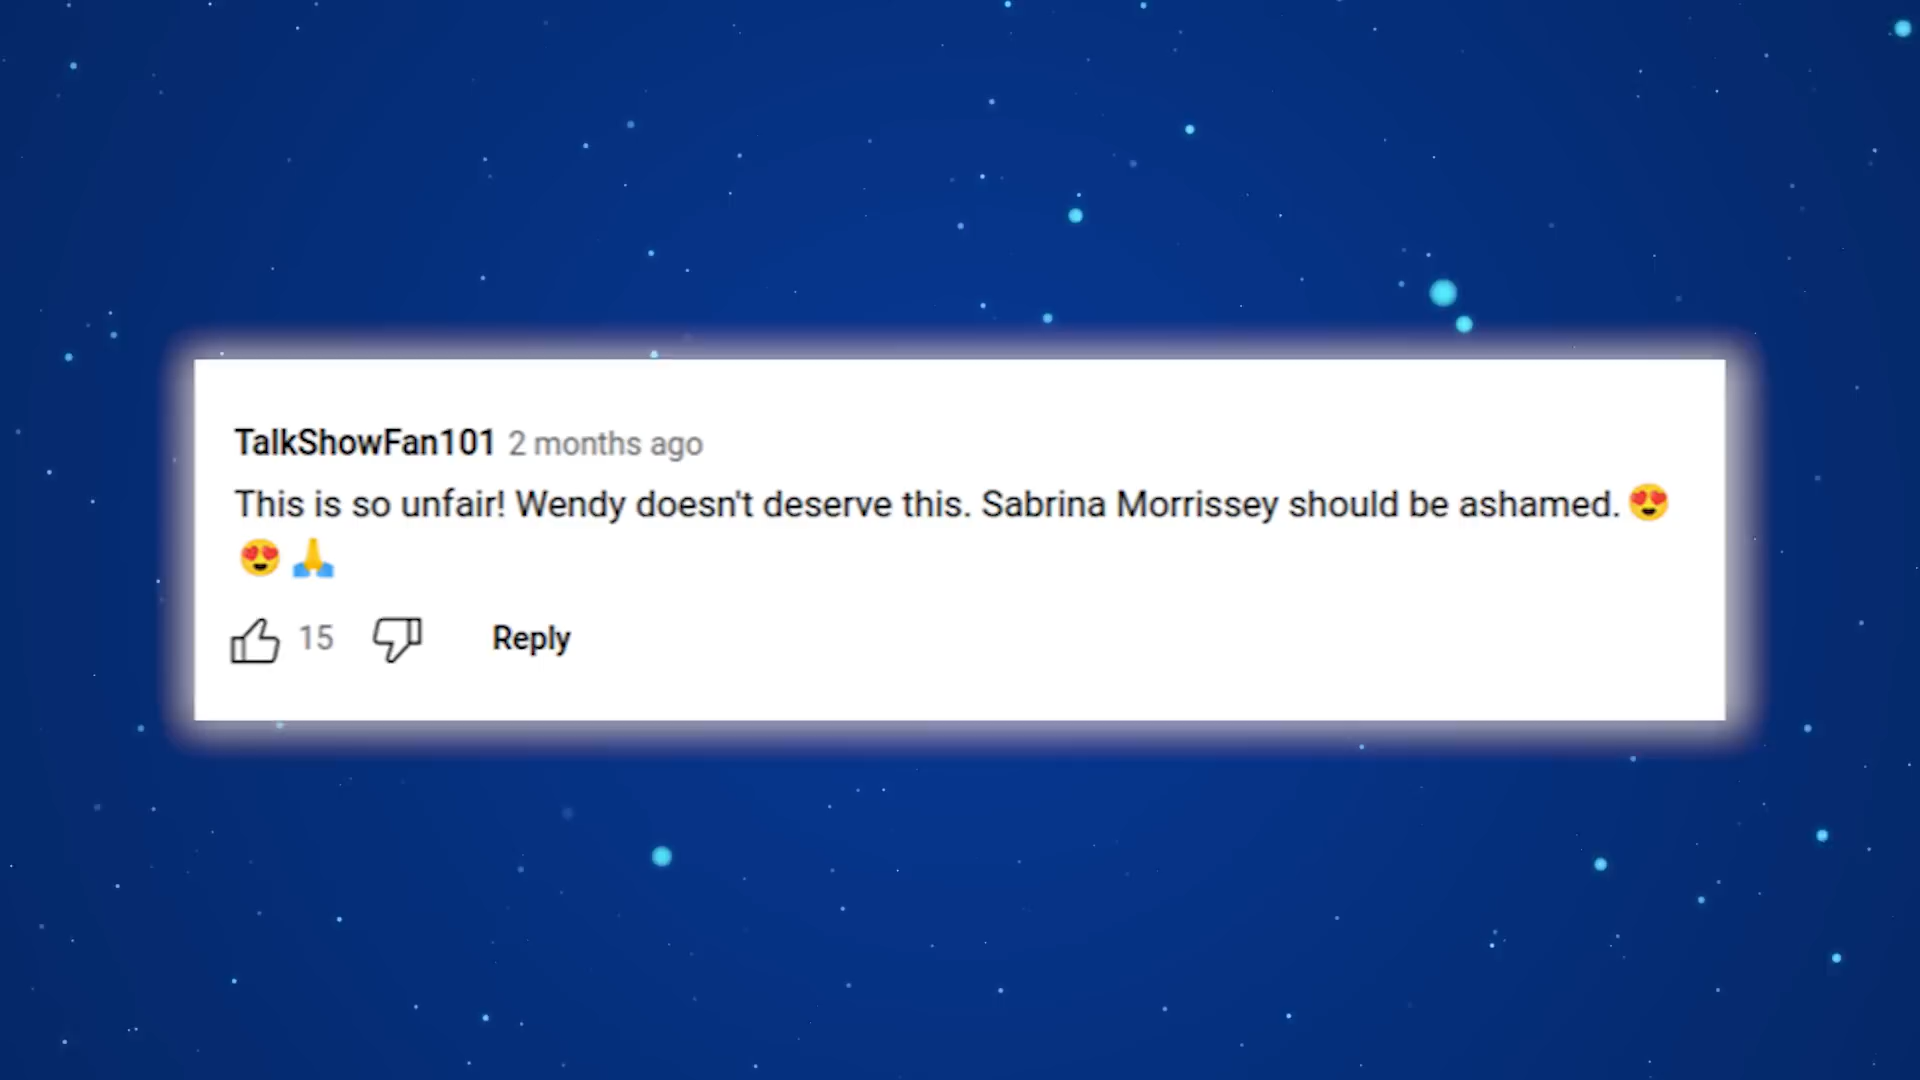 TalkShowFan101 2 months ago
This is so unfair! Wendy doesn't deserve this. Sabrina Morrissey should be ashamed.😍
😍🙏
15 Reply